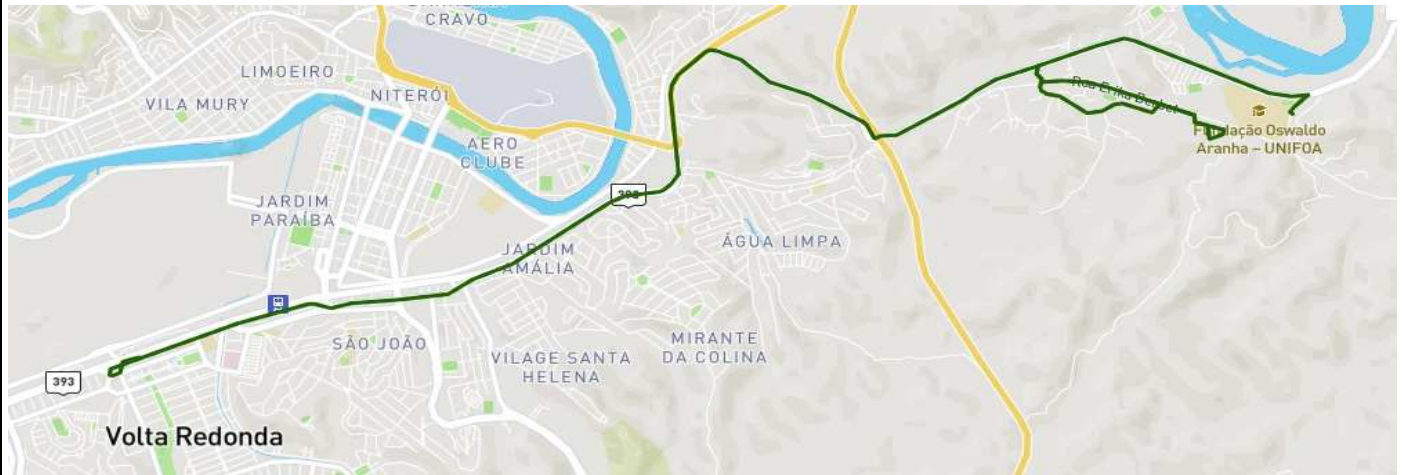 CRAVO
LIMOEIRO
VILA MURY
NITERÓI
AERO
CLUBE
JARDIM
PARAÍBA
393
JARDIM
AMÁLIA
ÁGUA LIMPA
Rua Erika Berbert
Fundação Oswaldo
Aranha – UNIFOA
SÃO JOÃO
VILAGE SANTA
HELENA
MIRANTE
DA COLINA
393
Volta Redonda